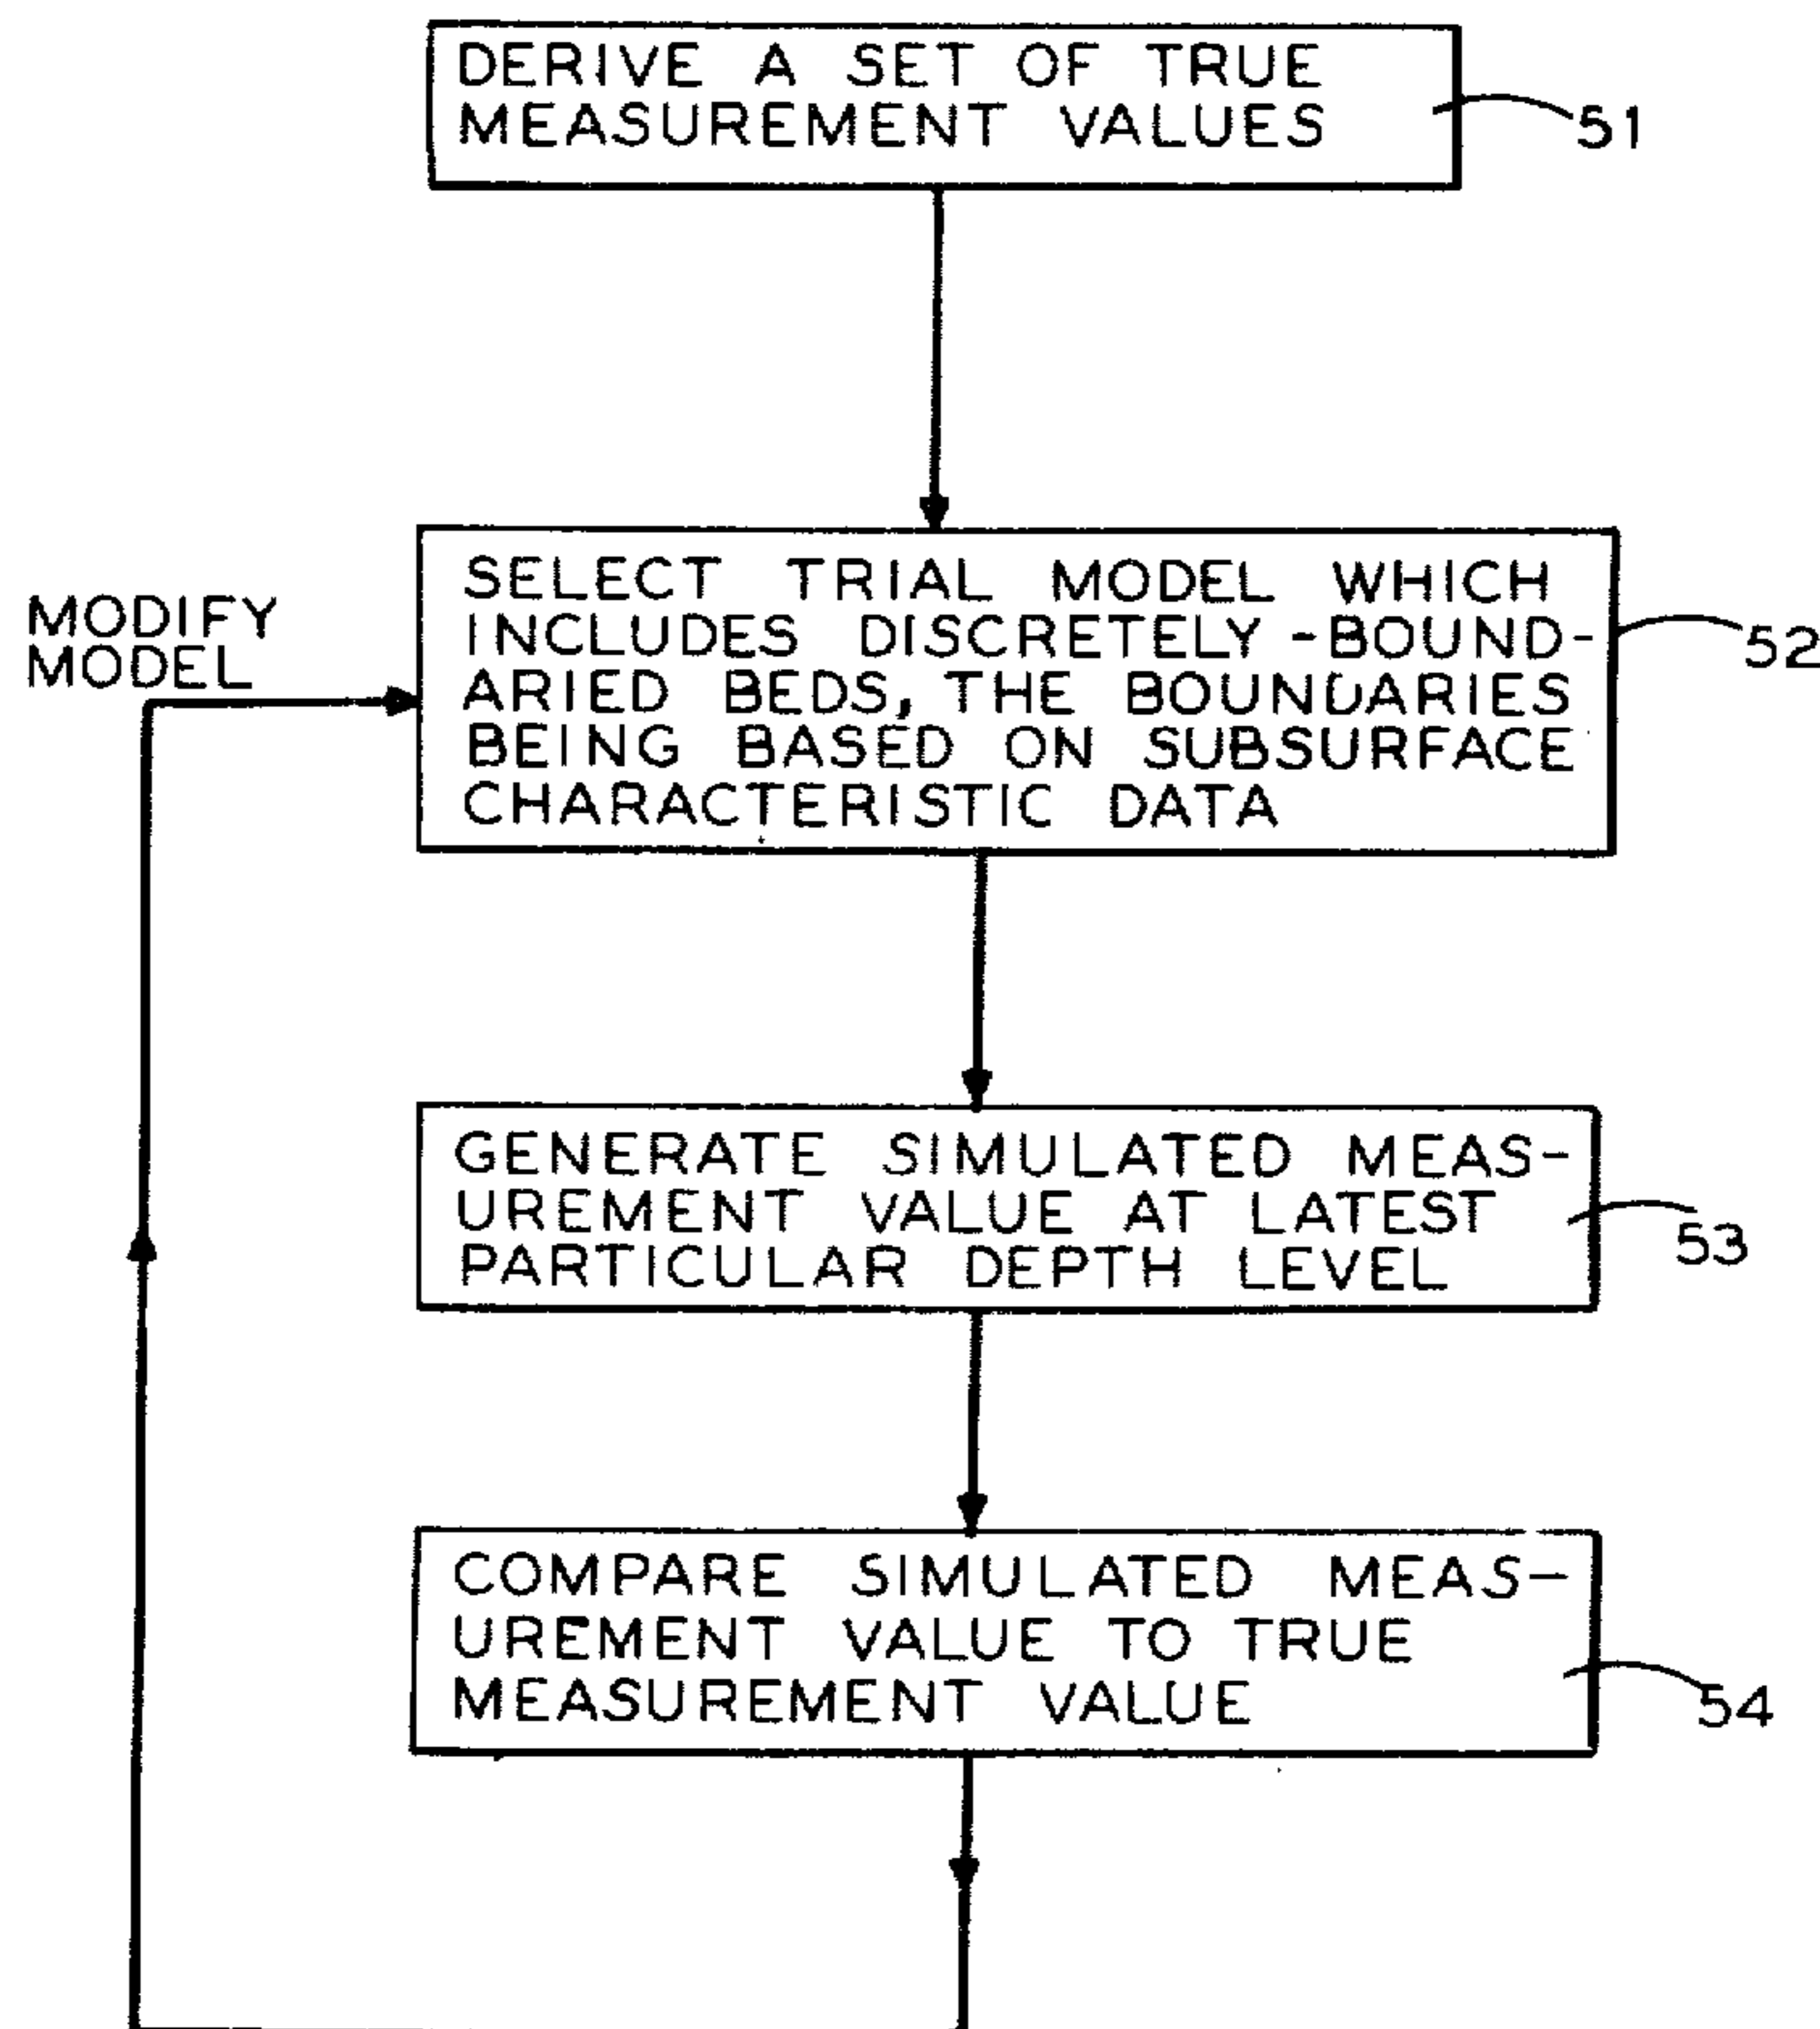 DERIVE A SET OF TRUE
MEASUREMENT VALUES
51
SELECT TRIAL MODEL WHICH
INCLUDES DISCRETELY-BOUND-
ARIED BEDS, THE BOUNDARIES
BEING BASED ON SUBSURFACE
CHARACTERISTIC DATA
52
MODIFY
MODEL
GENERATE SIMULATED MEAS-
UREMENT VALUE AT LATEST
PARTICULAR DEPTH LEVEL
53
COMPARE SIMULATED MEAS-
UREMENT VALUE TO TRUE
MEASUREMENT VALUE
54